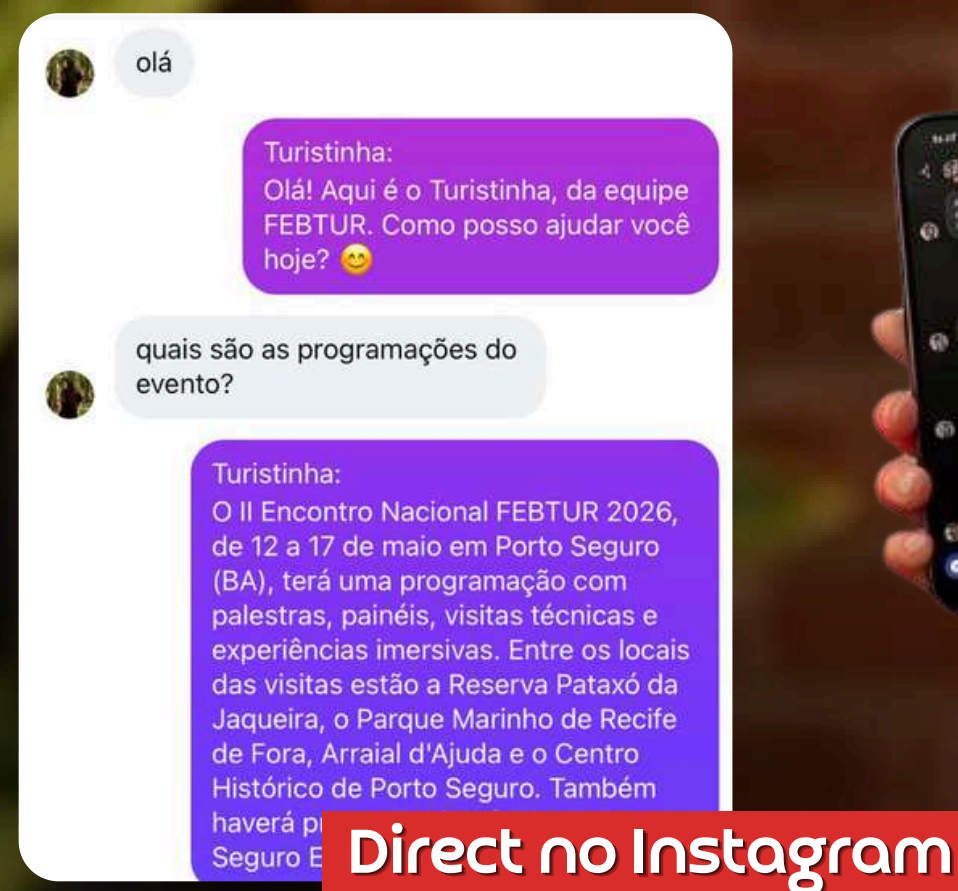 olá
Turistinha:
Olá! Aqui é o Turistinha, da equipe
FEBTUR. Como posso ajudar você
hoje? 😊
quais são as programações do
evento?
Turistinha:
O II Encontro Nacional FEBTUR 2026,
de 12 a 17 de maio em Porto Seguro
(BA), terá uma programação com
palestras, painéis, visitas técnicas e
experiências imersivas. Entre os locais
das visitas estão a Reserva Pataxó da
Jaqueira, o Parque Marinho de Recife
de Fora, Arraial d'Ajuda e o Centro
Histórico de Porto Seguro. Também
haverá
Seguro
Direct no Instagram